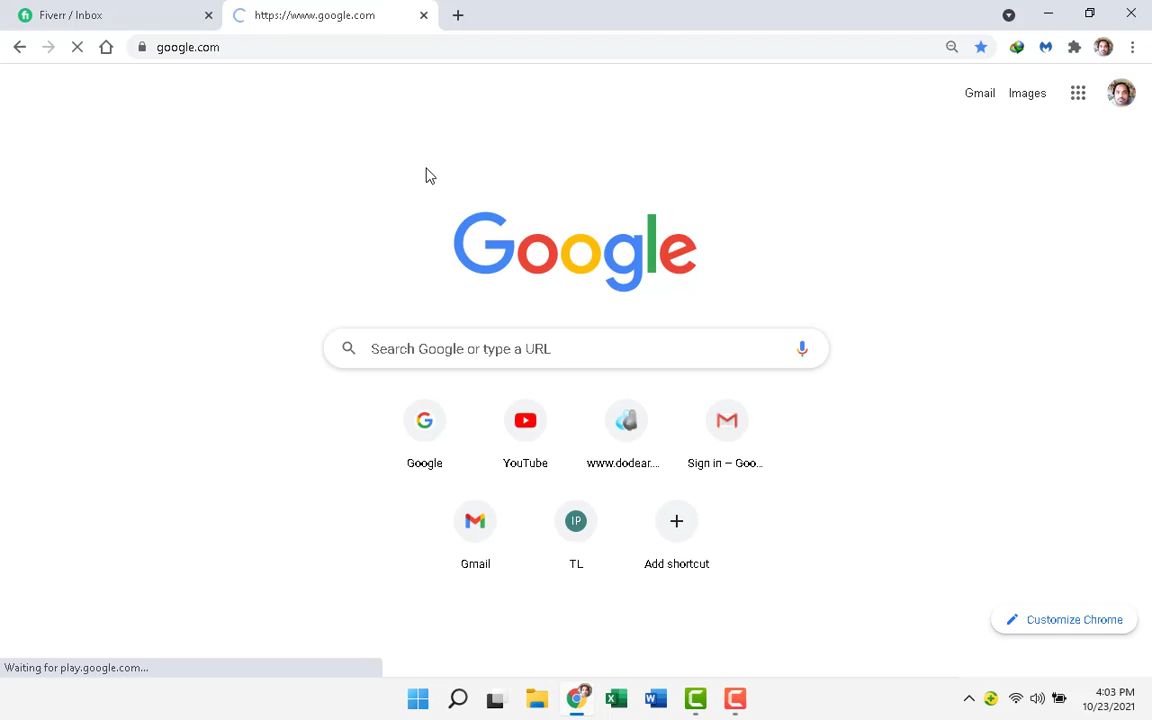 Fiverr / Inbox
https://www.google.com
google.com
Gmail Images
Google
Search Google or type a URL
Google YouTube www.dodear.... Sign in – Goo...
IP
Gmail TL Add shortcut
Customize Chrome
Waiting for play.google.com...
4:03 PM
10/23/2021